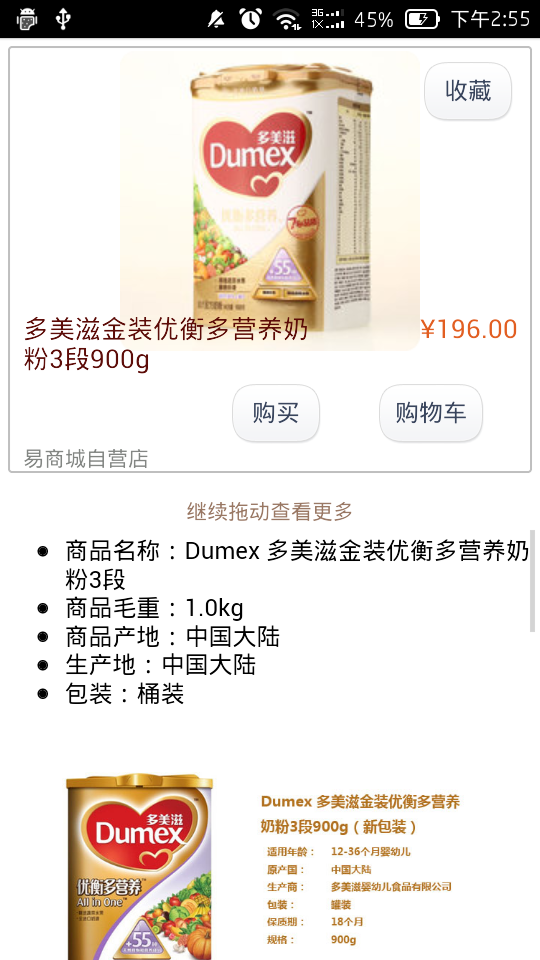 3G
1X
45%
下午2:55
收藏
多美滋
Dumex
55
多美滋金装优衡多营养奶
粉3段900g
¥196.00
购买
购物车
易商城自营店
继续拖动查看更多
商品名称：Dumex 多美滋金装优衡多营养奶
粉3段
商品毛重：1.0kg
商品产地：中国大陆
生产地：中国大陆
包装：桶装
多美滋
Dumex
优衡多营养
All in One
+55
Dumex 多美滋金装优衡多营养
奶粉3段900g（新包装）
适用年龄： 12-36个月婴幼儿
原产国： 中国大陆
生产商： 多美滋婴幼儿食品有限公司
包装： 罐装
保质期： 18个月
规格： 900g